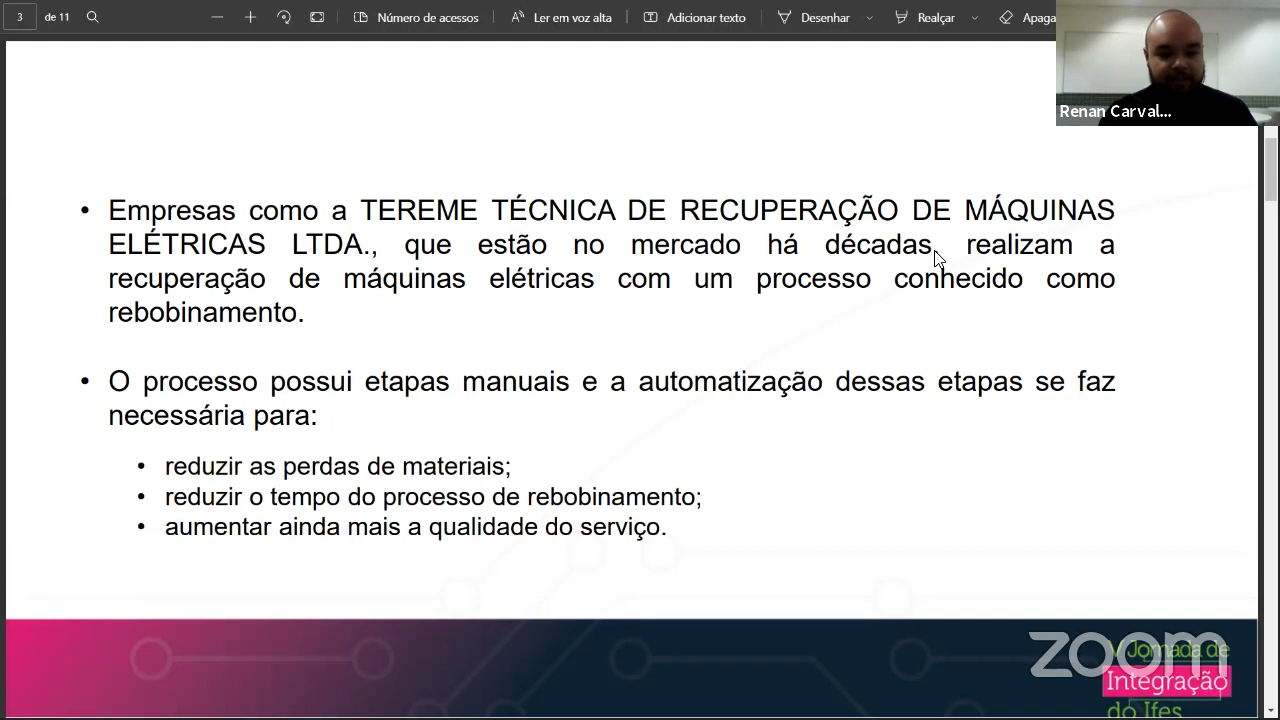 3 de 11 Número de acessos Ler em voz alta Adicionar texto Desenhar Realçar Apaga
Renan Carval...
• Empresas como a TEREME TÉCNICA DE RECUPERAÇÃO DE MÁQUINAS
ELÉTRICAS LTDA., que estão no mercado há décadas, realizam a
recuperação de máquinas elétricas com um processo conhecido como
rebobinamento.
• O processo possui etapas manuais e a automatização dessas etapas se faz
necessária para:
• reduzir as perdas de materiais;
• reduzir o tempo do processo de rebobinamento;
• aumentar ainda mais a qualidade do serviço.
zoom
V Jornada de
Integração
do Ifes